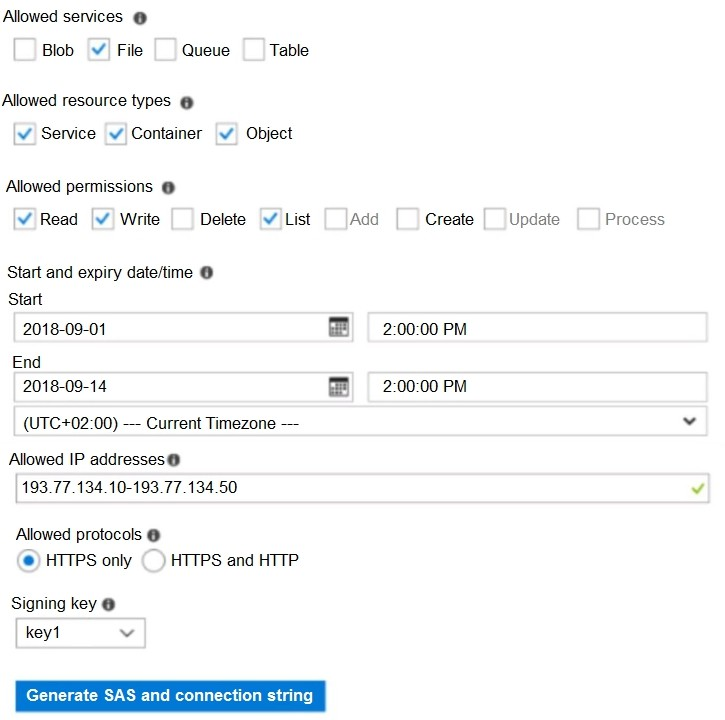 Allowed services
Blob File Queue Table
Allowed resource types
Service Container Object
Allowed permissions
Read Write Delete List Add Create Update Process
Start and expiry date/time
Start
2018-09-01 2:00:00 PM
End
2018-09-14 2:00:00 PM
(UTC+02:00) --- Current Timezone ---
Allowed IP addresses
193.77.134.10-193.77.134.50
Allowed protocols
HTTPS only HTTPS and HTTP
Signing key
key1
Generate SAS and connection string